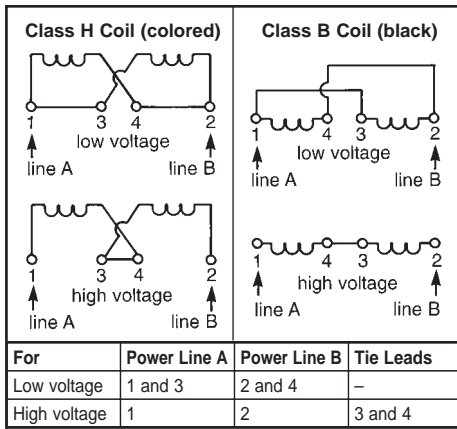 Class H Coil (colored)
1 3 4 2
low voltage
line A line B
1 3 4 2
high voltage
line A line B
Class B Coil (black)
1 4 3 2
low voltage
line A line B
1 4 3 2
high voltage
line A line B
For Power Line A Power Line B Tie Leads
Low voltage 1 and 3 2 and 4 –
High voltage 1 2 3 and 4